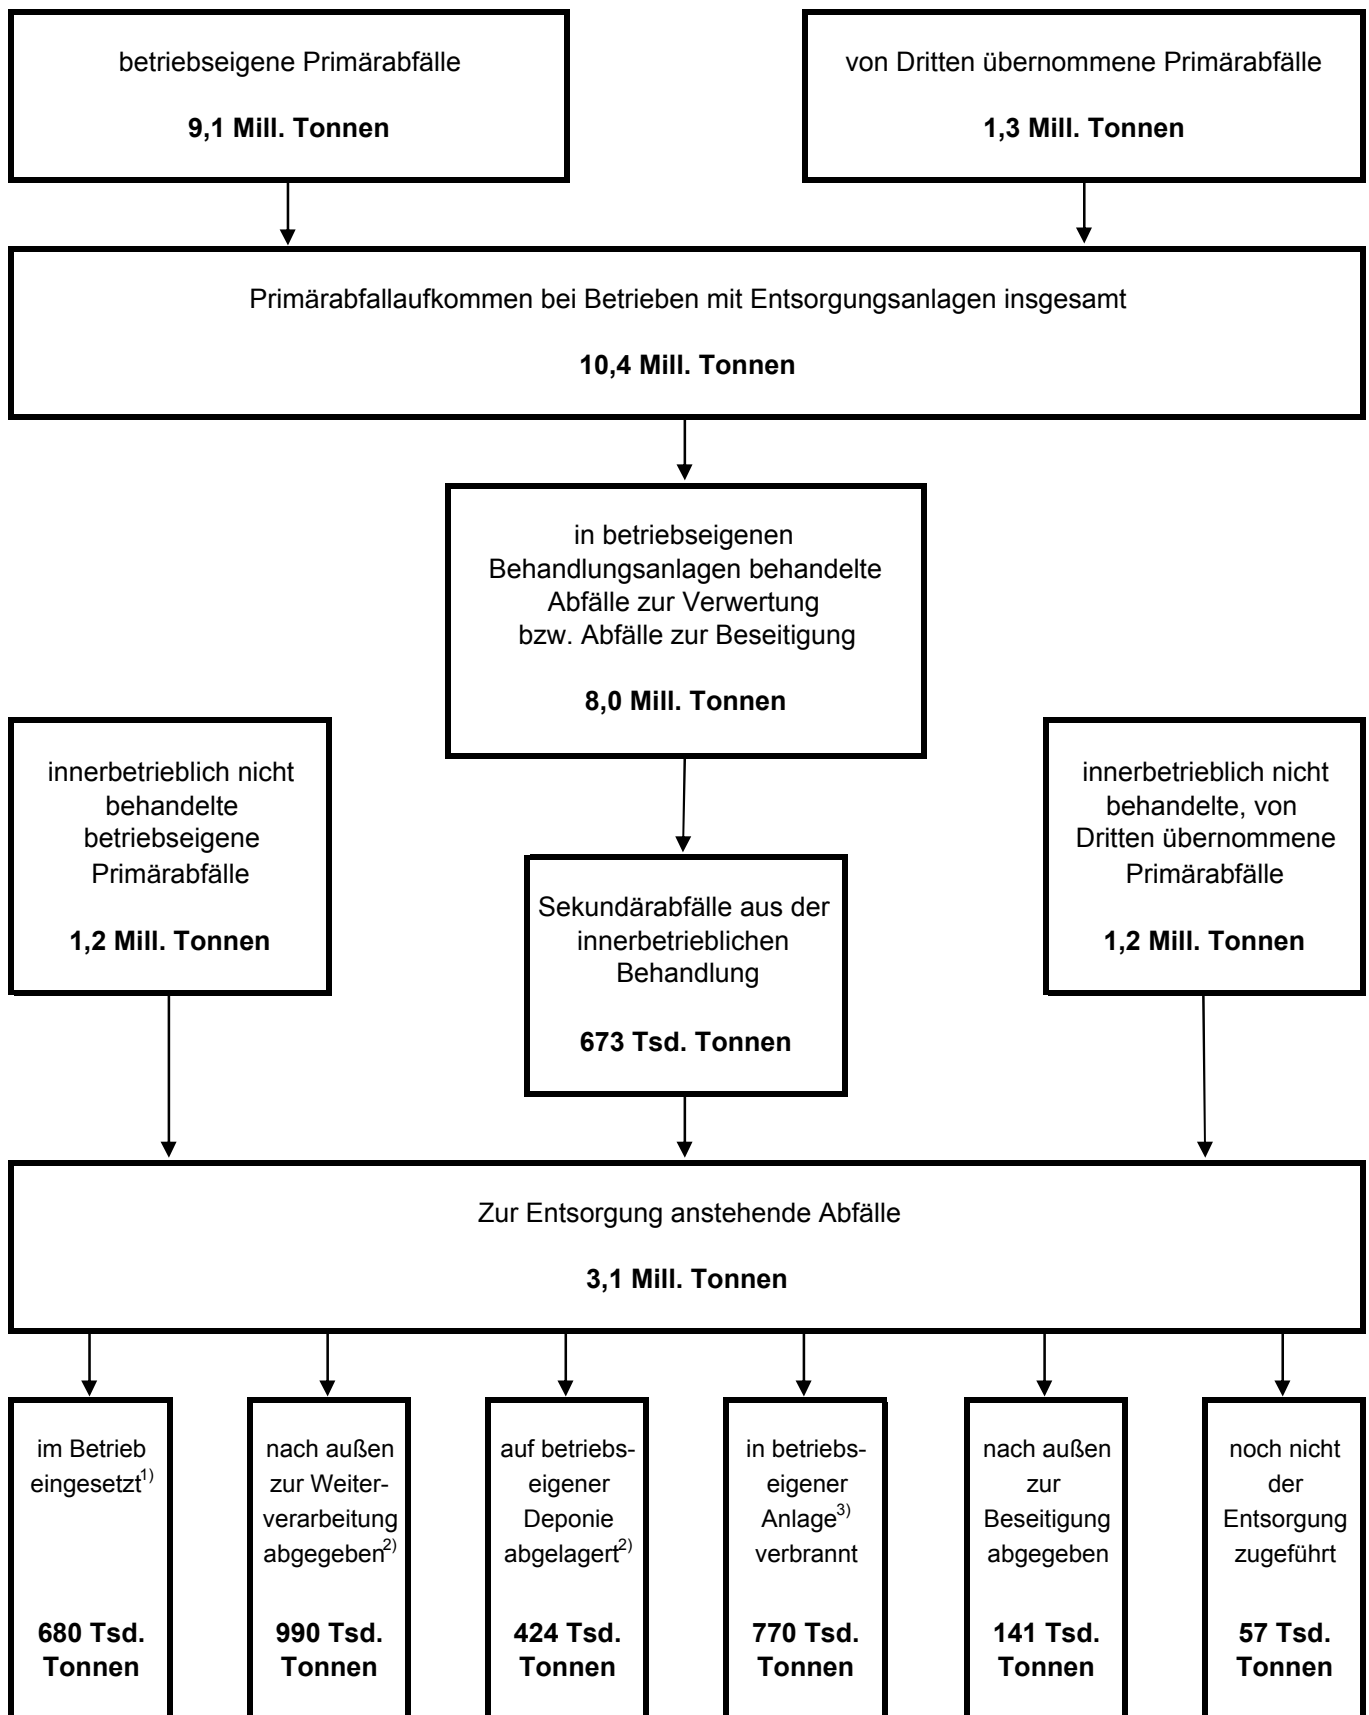 betriebseigene Primärabfälle
9,1 Mill. Tonnen
von Dritten übernommene Primärabfälle
1,3 Mill. Tonnen
Primärabfallaufkommen bei Betrieben mit Entsorgungsanlagen insgesamt
10,4 Mill. Tonnen
in betriebseigenen
Behandlungsanlagen behandelte
Abfälle zur Verwertung
bzw. Abfälle zur Beseitigung
8,0 Mill. Tonnen
innerbetrieblich nicht
behandelte
betriebseigene
Primärabfälle
1,2 Mill. Tonnen
Sekundärabfälle aus der
innerbetrieblichen
Behandlung
673 Tsd. Tonnen
innerbetrieblich nicht
behandelte, von
Dritten übernommene
Primärabfälle
1,2 Mill. Tonnen
Zur Entsorgung anstehende Abfälle
3,1 Mill. Tonnen
im Betrieb
eingesetzt1)
680 Tsd.
Tonnen
nach außen
zur Weiter-
verarbeitung
abgegeben2)
990 Tsd.
Tonnen
auf betriebs-
eigener
Deponie
abgelagert2)
424 Tsd.
Tonnen
in betriebs-
eigener
Anlage3)
verbrannt
770 Tsd.
Tonnen
nach außen
zur
Beseitigung
abgegeben
141 Tsd.
Tonnen
noch nicht
der
Entsorgung
zugeführt
57 Tsd.
Tonnen